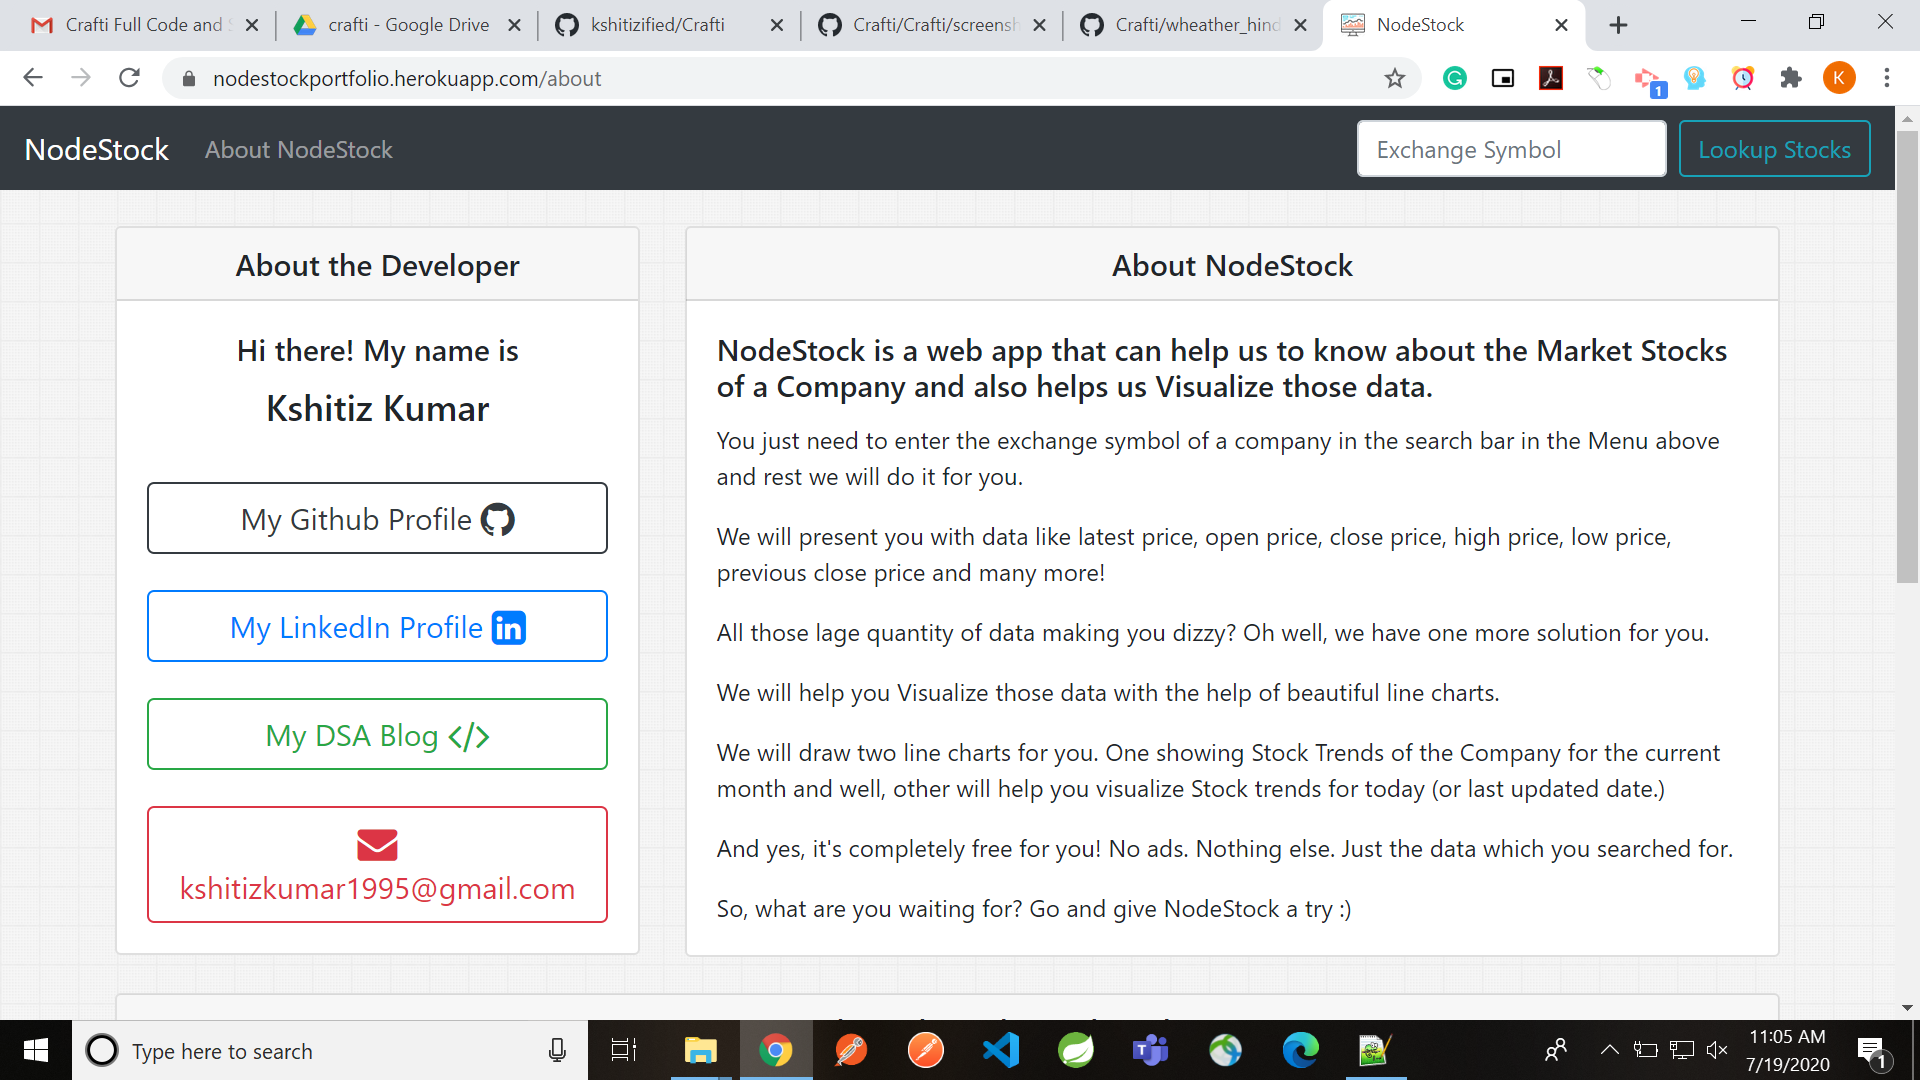 Crafti Full Code and
crafti - Google Drive
kshitizified/Crafti
Crafti/Crafti/screensh
Crafti/wheather_hind
NodeStock
nodestockportfolio.herokuapp.com/about
1
K
NodeStock
About NodeStock
Exchange Symbol
Lookup Stocks
About the Developer
Hi there! My name is
Kshitiz Kumar
My Github Profile
My LinkedIn Profile
My DSA Blog </>
kshitizkumar1995@gmail.com
About NodeStock
NodeStock is a web app that can help us to know about the Market Stocks
of a Company and also helps us Visualize those data.
You just need to enter the exchange symbol of a company in the search bar in the Menu above
and rest we will do it for you.
We will present you with data like latest price, open price, close price, high price, low price,
previous close price and many more!
All those lage quantity of data making you dizzy? Oh well, we have one more solution for you.
We will help you Visualize those data with the help of beautiful line charts.
We will draw two line charts for you. One showing Stock Trends of the Company for the current
month and well, other will help you visualize Stock trends for today (or last updated date.)
And yes, it's completely free for you! No ads. Nothing else. Just the data which you searched for.
So, what are you waiting for? Go and give NodeStock a try :)
Type here to search
11:05 AM
7/19/2020
1